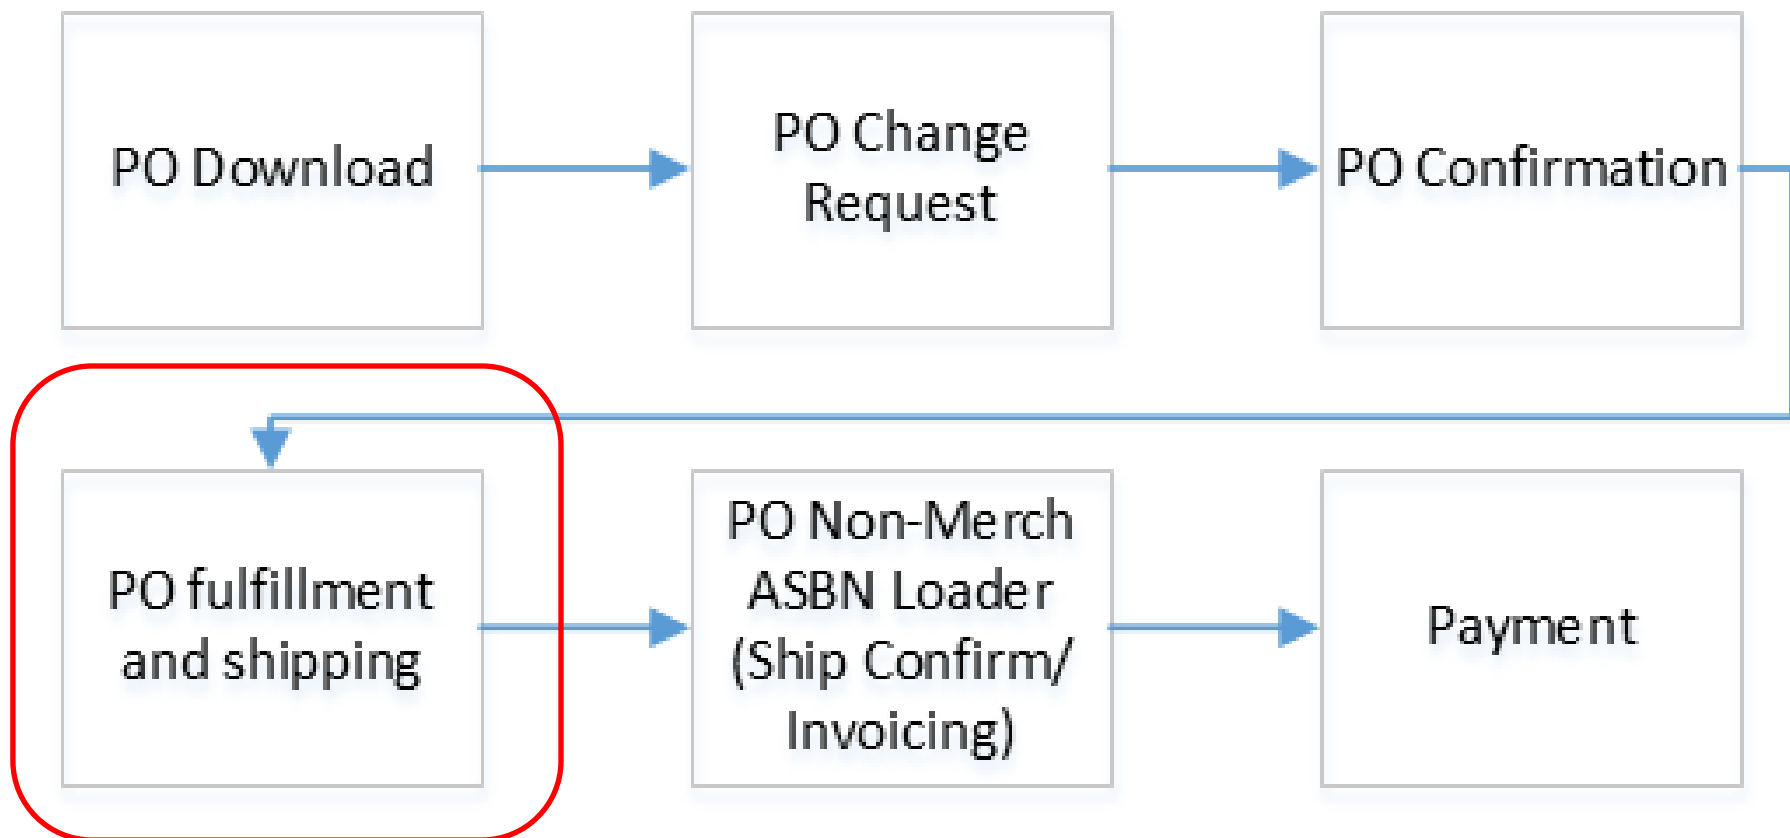 PO Download
PO Change
Request
PO Confirmation
PO fulfillment
and shipping
PO Non-Merch
ASBN Loader
(Ship Confirm/
Invoicing)
Payment